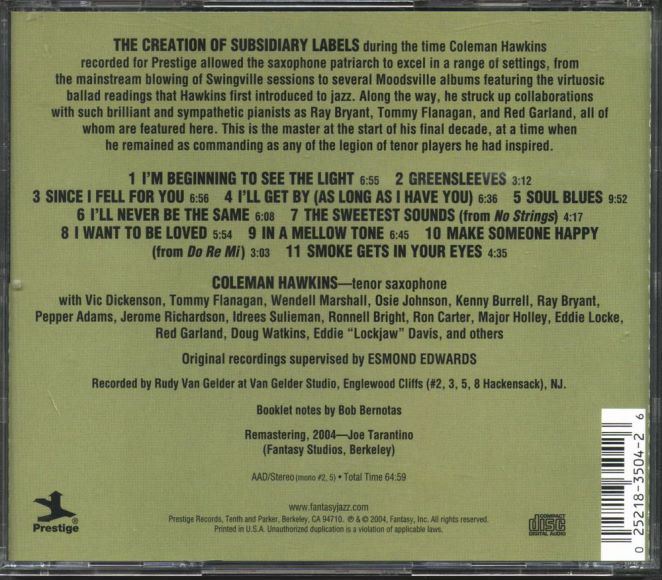 THE CREATION OF SUBSIDIARY LABELS during the time Coleman Hawkins
recorded for Prestige allowed the saxophone patriarch to excel in a range of settings, from
the mainstream blowing of Swingville sessions to several Moodsville albums featuring the virtuosic
ballad readings that Hawkins first introduced to jazz. Along the way, he struck up collaborations
with such brilliant and sympathetic pianists as Ray Bryant, Tommy Flanagan, and Red Garland, all of
whom are featured here. This is the master at the start of his final decade, at a time when
he remained as commanding as any of the legion of tenor players he had inspired.
1 I'M BEGINNING TO SEE THE LIGHT 6:55 2 GREENSLEEVES 3:12
3 SINCE I FELL FOR YOU 6:56 4 I'LL GET BY (AS LONG AS I HAVE YOU) 6:36 5 SOUL BLUES 9:52
6 I'LL NEVER BE THE SAME 6:08 7 THE SWEETEST SOUNDS (from No Strings) 4:17
8 I WANT TO BE LOVED 5:54 9 IN A MELLOW TONE 6:45 10 MAKE SOMEONE HAPPY
(from Do Re Mi) 3:03 11 SMOKE GETS IN YOUR EYES 4:35
COLEMAN HAWKINS—tenor saxophone
with Vic Dickenson, Tommy Flanagan, Wendell Marshall, Osie Johnson, Kenny Burrell, Ray Bryant,
Pepper Adams, Jerome Richardson, Idrees Sulieman, Ronnell Bright, Ron Carter, Major Holley, Eddie Locke,
Red Garland, Doug Watkins, Eddie "Lockjaw" Davis, and others
Original recordings supervised by ESMOND EDWARDS
Recorded by Rudy Van Gelder at Van Gelder Studio, Englewood Cliffs (#2, 3, 5, 8 Hackensack), NJ.
Booklet notes by Bob Bernotas
Remastering, 2004—Joe Tarantino
(Fantasy Studios, Berkeley)
AAD/Stereo (mono #2, 5) • Total Time 64:59
www.fantasyjazz.com
Prestige Records, Tenth and Parker, Berkeley, CA 94710. ℗ & © 2004, Fantasy, Inc. All rights reserved.
Printed in U.S.A. Unauthorized duplication is a violation of applicable laws.
Prestige®
COMPACT
disc
DIGITAL AUDIO
0 25218-3504-2 6